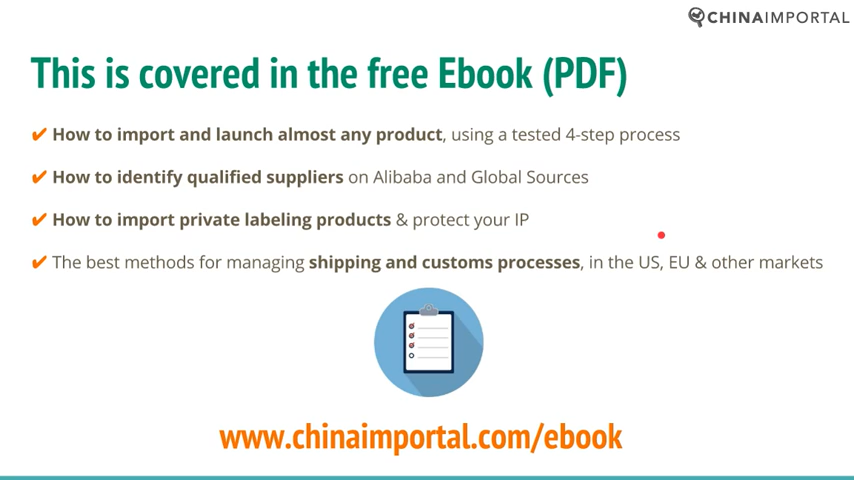 CHINAIMPORTAL
This is covered in the free Ebook (PDF)
✔ How to import and launch almost any product, using a tested 4-step process
✔ How to identify qualified suppliers on Alibaba and Global Sources
✔ How to import private labeling products & protect your IP
✔ The best methods for managing shipping and customs processes, in the US, EU & other markets
www.chinaimportal.com/ebook